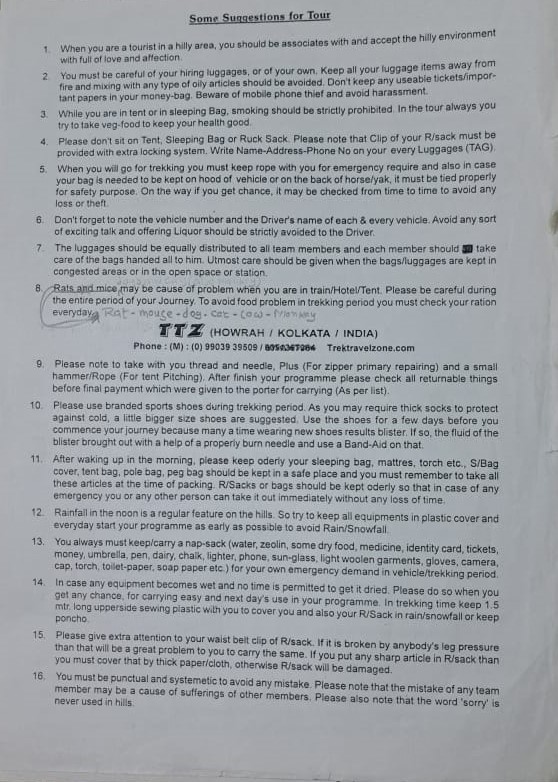 Some Suggestions for Tour
1. When you are a tourist in a hilly area, you should be associates with and accept the hilly environment
with full of love and affection.
2. You must be careful of your hiring luggages, or of your own. Keep all your luggage items away from
fire and mixing with any type of oily articles should be avoided. Don't keep any useable tickets/impor-
tant papers in your money-bag. Beware of mobile phone thief and avoid harassment.
3. While you are in tent or in sleeping Bag, smoking should be strictly prohibited. In the tour always you
try to take veg-food to keep your health good.
4. Please don't sit on Tent, Sleeping Bag or Ruck Sack. Please note that Clip of your R/sack must be
provided with extra locking system. Write Name-Address-Phone No on your every Luggages (TAG).
5. When you will go for trekking you must keep rope with you for emergency require and also in case
your bag is needed to be kept on hood of vehicle or on the back of horse/yak, it must be tied properly
for safety purpose. On the way if you get chance, it may be checked from time to time to avoid any
loss or theft.
6. Don't forget to note the vehicle number and the Driver's name of each & every vehicle. Avoid any sort
of exciting talk and offering Liquor should be strictly avoided to the Driver.
7. The luggages should be equally distributed to all team members and each member should take
care of the bags handed all to him. Utmost care should be given when the bags/luggages are kept in
congested areas or in the open space or station.
8. Rats and mice may be cause of problem when you are in train/Hotel/Tent. Please be careful during
the entire period of your Journey. To avoid food problem in trekking period you must check your ration
everyday. Rat - mouce - dog - cat - cow -
TTZ (HOWRAH / KOLKATA / INDIA)
Phone : (M) : (0) 99039 39509 / Trektravelzone.com
9. Please note to take with you thread and needle, Plus (For zipper primary repairing) and a small
hammer/Rope (For tent Pitching). After finish your programme please check all returnable things
before final payment which were given to the porter for carrying (As per list).
10. Please use branded sports shoes during trekking period. As you may require thick socks to protect
against cold, a little bigger size shoes are suggested. Use the shoes for a few days before you
commence your journey because many a time wearing new shoes results blister. If so, the fluid of the
blister brought out with a help of a properly burn needle and use a Band-Aid on that.
11. After waking up in the morning, please keep oderly your sleeping bag, mattres, torch etc., S/Bag
cover, tent bag, pole bag, peg bag should be kept in a safe place and you must remember to take all
these articles at the time of packing. R/Sacks or bags should be kept oderly so that in case of any
emergency you or any other person can take it out immediately without any loss of time.
12. Rainfall in the noon is a regular feature on the hills. So try to keep all equipments in plastic cover and
everyday start your programme as early as possible to avoid Rain/Snowfall.
13. You always must keep/carry a nap-sack (water, zeolin, some dry food, medicine, identity card, tickets,
money, umbrella, pen, dairy, chalk, lighter, phone, sun-glass, light woolen garments, gloves, camera,
cap, torch, toilet-paper, soap paper etc.) for your own emergency demand in vehicle/trekking period.
14. In case any equipment becomes wet and no time is permitted to get it dried. Please do so when you
get any chance, for carrying easy and next day's use in your programme. In trekking time keep 1.5
mtr. long upperside sewing plastic with you to cover you and also your R/Sack in rain/snowfall or keep
poncho.
15. Please give extra attention to your waist belt clip of R/sack. If it is broken by anybody's leg pressure
than that will be a great problem to you to carry the same. If you put any sharp article in R/sack than
you must cover that by thick paper/cloth, otherwise R/sack will be damaged.
16. You must be punctual and systemetic to avoid any mistake. Please note that the mistake of any team
member may be a cause of sufferings of other members. Please also note that the word 'sorry' is
never used in hills.